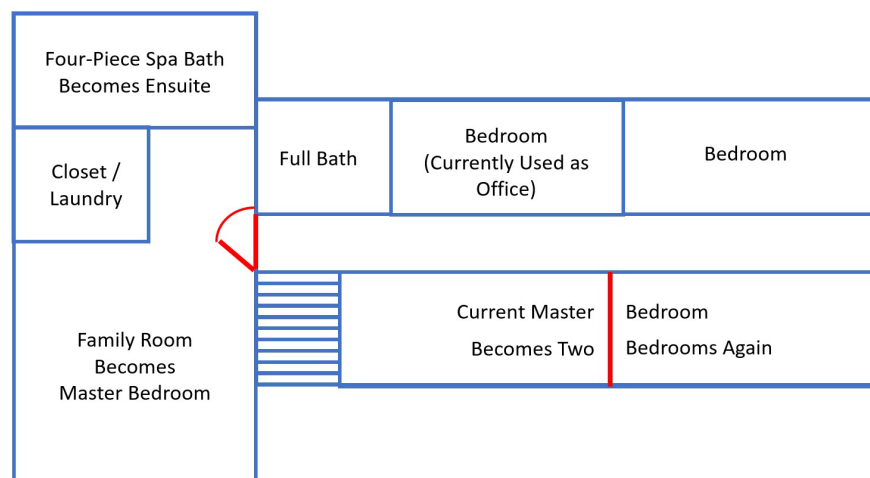 Four-Piece Spa Bath
Becomes Ensuite
Closet /
Laundry
Full Bath
Bedroom
(Currently Used as
Office)
Bedroom
Family Room
Becomes
Master Bedroom
Current Master
Becomes Two
Bedroom
Bedrooms Again